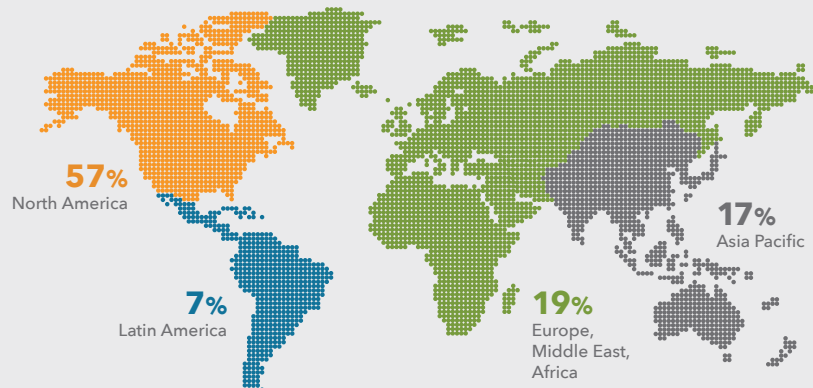 57%
North America
17%
Asia Pacific
7%
Latin America
19%
Europe,
Middle East,
Africa